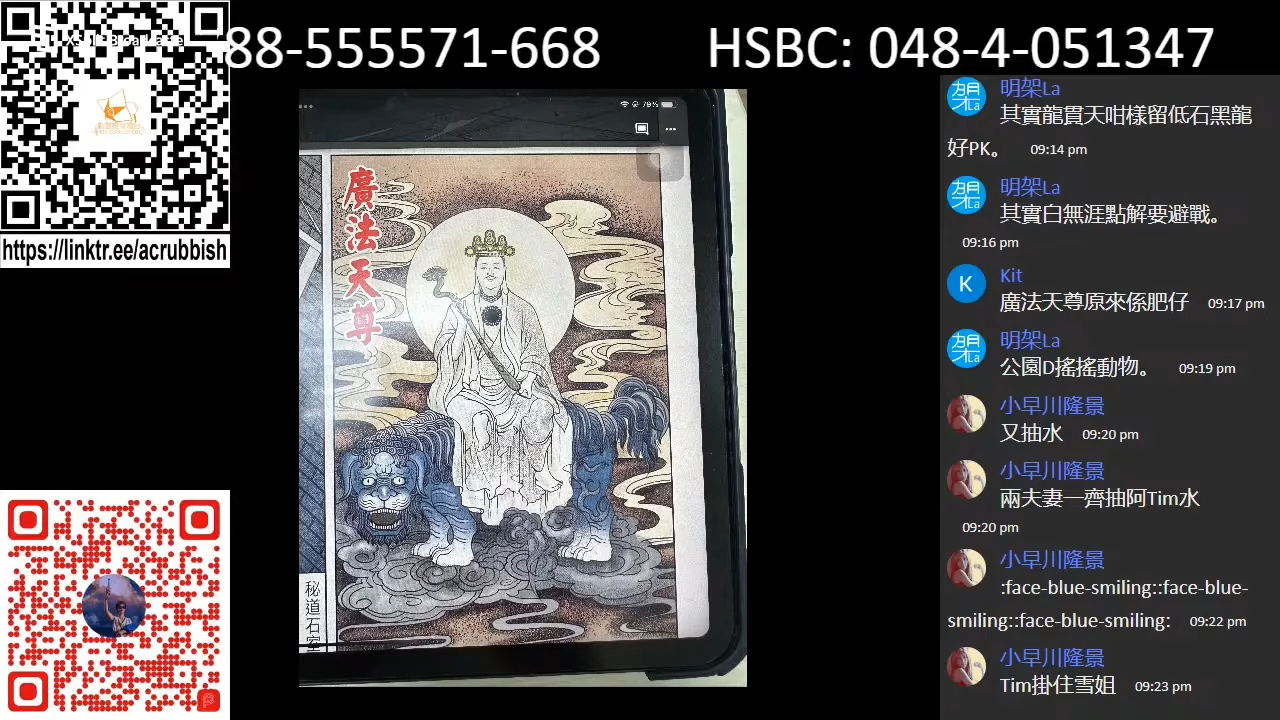 88-555571-668
HSBC: 048-4-051347
https://linktr.ee/acrubbish
79%
廣法天尊
秘道石室
明架La
其實龍貫天咁樣留低石黑龍
好PK。 09:14 pm
明架La
其實白無涯點解要避戰。
09:16 pm
K
Kit
廣法天尊原來係肥仔 09:17 pm
明架La
公園D搖搖動物。 09:19 pm
小早川隆景
又抽水 09:20 pm
小早川隆景
兩夫妻一齊抽阿Tim水
09:20 pm
小早川隆景
:face-blue-smiling::face-blue-
smiling::face-blue-smiling: 09:22 pm
小早川隆景
Tim掛住雪姐 09:23 pm